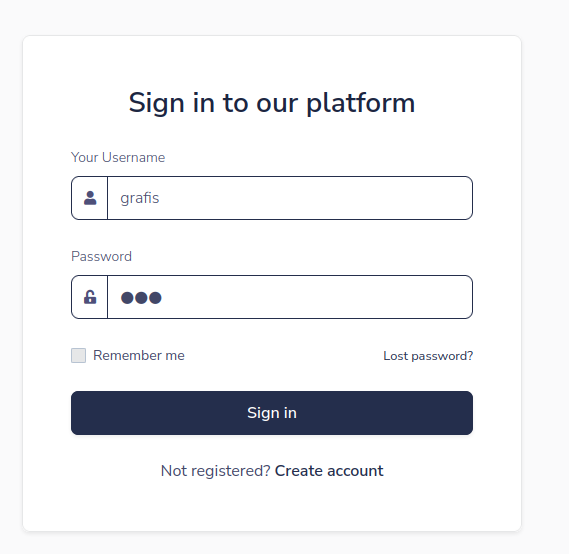 Sign in to our platform
Your Username
grafis
Password
●●●
Remember me
Lost password?
Sign in
Not registered? Create account